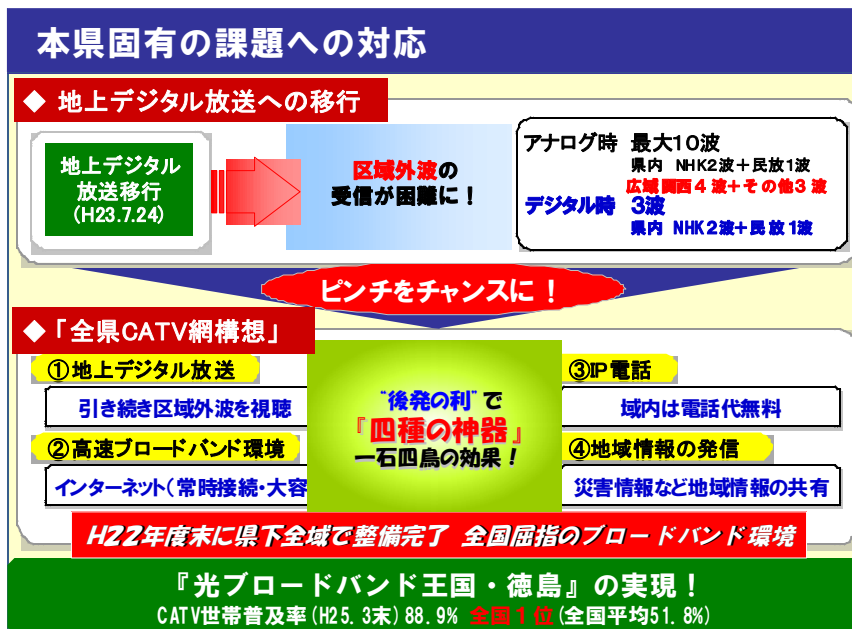 本県固有の課題への対応
◆ 地上デジタル放送への移行
地上デジタル
放送移行
(H23.7.24)
区域外波の
受信が困難に！
アナログ時 最大10波
県内 NHK2波＋民放1波
広域関西4波＋その他3波
デジタル時 3波
県内 NHK2波＋民放1波
ピンチをチャンスに！
◆「全県CATV網構想」
①地上デジタル放送
引き続き区域外波を視聴
②高速ブロードバンド環境
インターネット（常時接続・大容
“後発の利”で
『四種の神器』
一石四鳥の効果！
③IP電話
域内は電話代無料
④地域情報の発信
災害情報など地域情報の共有
H22年度末に県下全域で整備完了 全国屈指のブロードバンド環境
『光ブロードバンド王国・徳島』の実現！
CATV世帯普及率(H25.3末)88.9% 全国1位(全国平均51.8%)